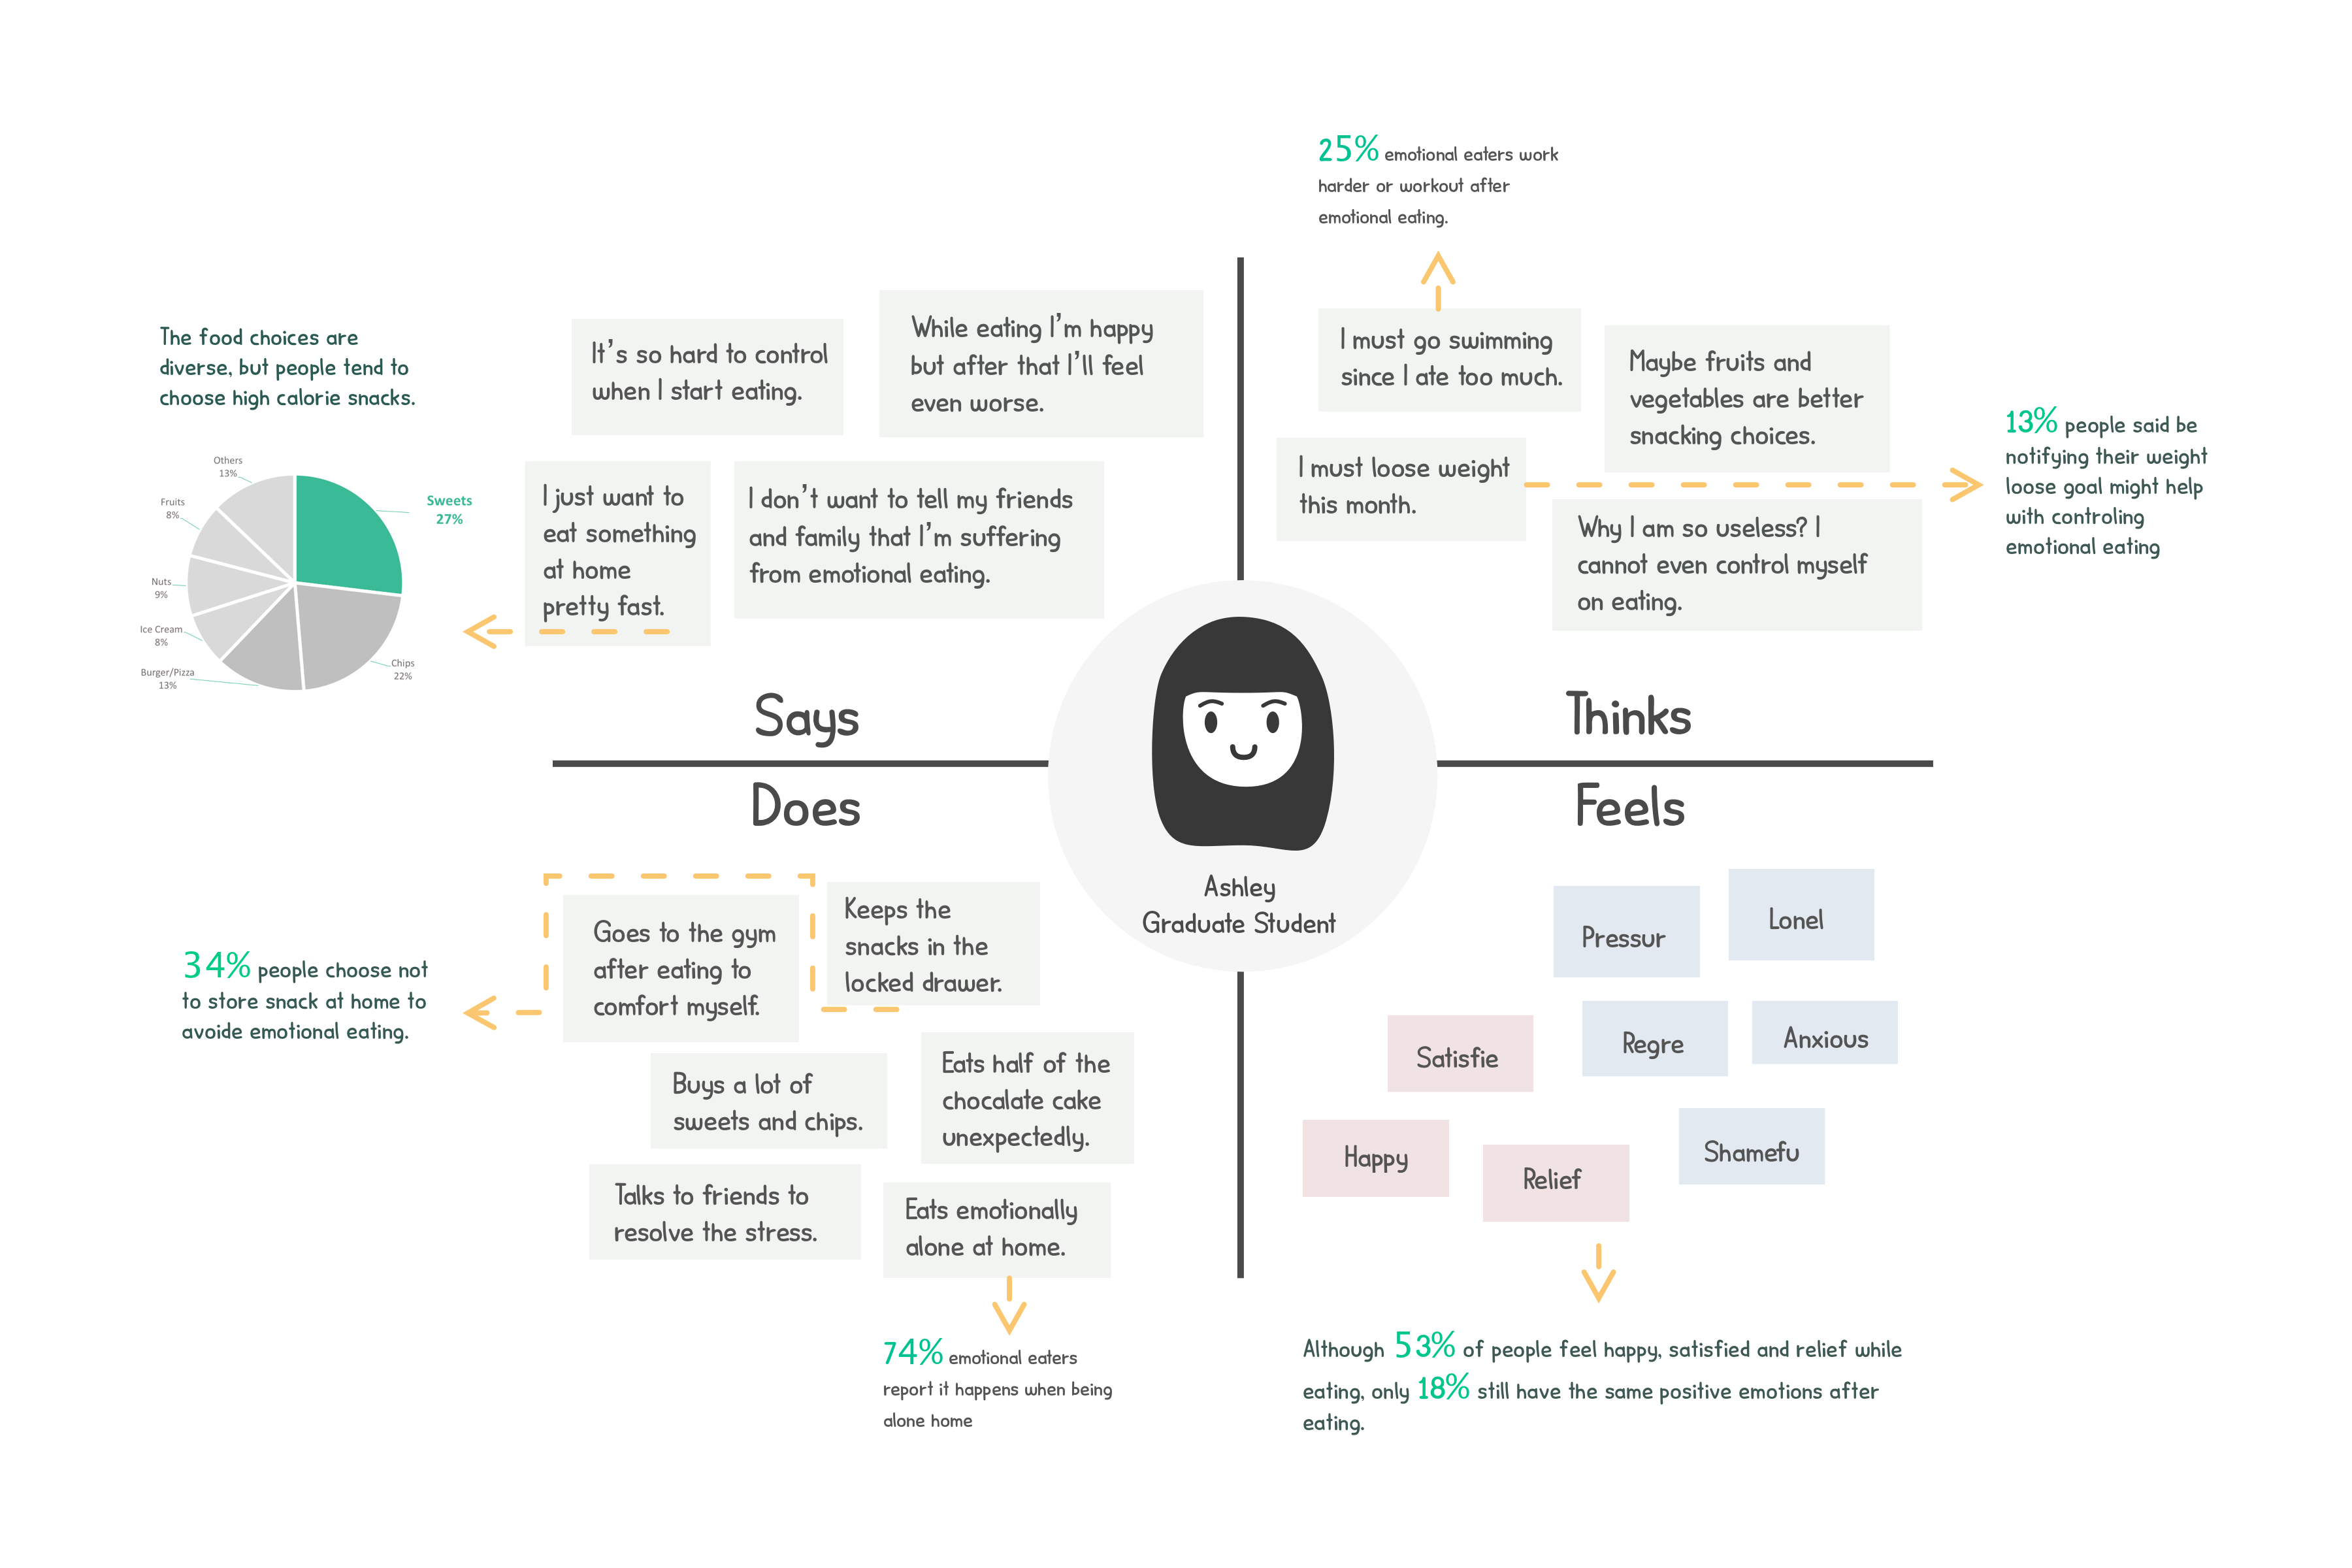 25% emotional eaters work
harder or workout after
emotional eating.
The food choices are
diverse, but people tend to
choose high calorie snacks.
Others
13%
Fruits
8%
Nuts
9%
Ice Cream
8%
Burger/Pizza
13%
Sweets
27%
Chips
22%
It's so hard to control
when I start eating.
While eating I'm happy
but after that I'll feel
even worse.
I just want to
eat something
at home
pretty fast.
I don't want to tell my friends
and family that I'm suffering
from emotional eating.
Says
I must go swimming
since I ate too much.
Maybe fruits and
vegetables are better
snacking choices.
I must loose weight
this month.
Why I am so useless? I
cannot even control myself
on eating.
13% people said be
notifying their weight
loose goal might help
with controling
emotional eating
Thinks
Ashley
Graduate Student
Does
Goes to the gym
after eating to
comfort myself.
Keeps the
snacks in the
locked drawer.
34% people choose not
to store snack at home to
avoide emotional eating.
Buys a lot of
sweets and chips.
Eats half of the
chocalate cake
unexpectedly.
Talks to friends to
resolve the stress.
Eats emotionally
alone at home.
74% emotional eaters
report it happens when being
alone home
Feels
Pressur
Lonel
Satisfie
Regre
Anxious
Happy
Relief
Shamefu
Although 53% of people feel happy, satisfied and relief while
eating, only 18% still have the same positive emotions after
eating.